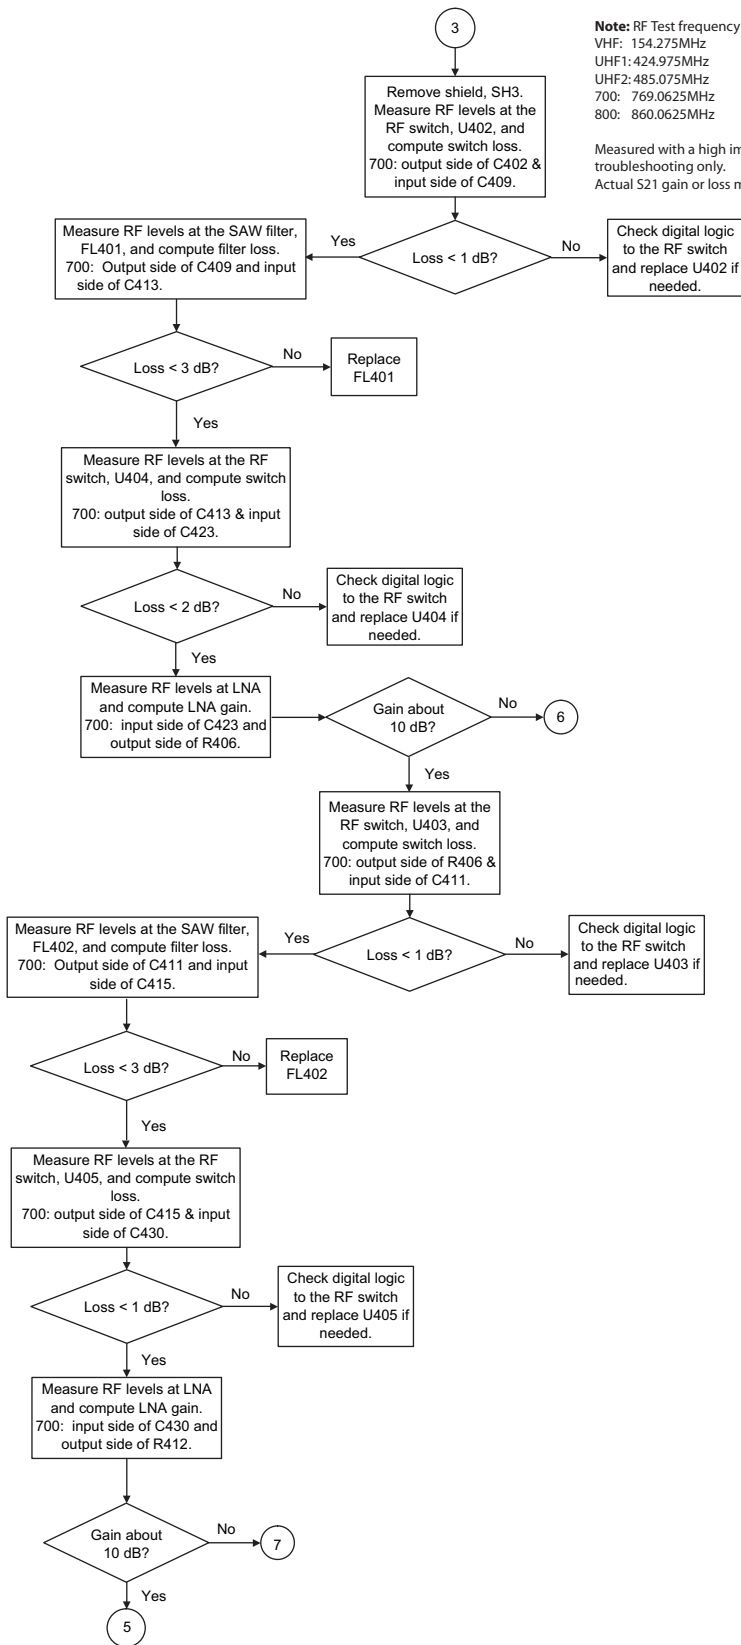 3
Note: RF Test frequency
VHF: 154.275MHz
UHF1: 424.975MHz
UHF2: 485.075MHz
700: 769.0625MHz
800: 860.0625MHz
Measured with a high
troubleshooting only.
Actual S21 gain or loss
Remove shield, SH3.
Measure RF levels at the
RF switch, U402, and
compute switch loss.
700: output side of C402 &
input side of C409.
Loss < 1 dB?
Yes
No
Check digital logic
to the RF switch
and replace U402 if
needed.
Measure RF levels at the SAW filter,
FL401, and compute filter loss.
700: Output side of C409 and input
side of C413.
Loss < 3 dB?
No
Replace
FL401
Yes
Measure RF levels at the RF
switch, U404, and compute switch
loss.
700: output side of C413 & input
side of C423.
Loss < 2 dB?
No
Check digital logic
to the RF switch
and replace U404 if
needed.
Yes
Measure RF levels at LNA
and compute LNA gain.
700: input side of C423 and
output side of R406.
Gain about
10 dB?
No
6
Yes
Measure RF levels at the
RF switch, U403, and
compute switch loss.
700: output side of R406 &
input side of C411.
Loss < 1 dB?
Yes
No
Check digital logic
to the RF switch
and replace U403 if
needed.
Measure RF levels at the SAW filter,
FL402, and compute filter loss.
700: Output side of C411 and input
side of C415.
Loss < 3 dB?
No
Replace
FL402
Yes
Measure RF levels at the RF
switch, U405, and compute switch
loss.
700: output side of C415 & input
side of C430.
Loss < 1 dB?
No
Check digital logic
to the RF switch
and replace U405 if
needed.
Yes
Measure RF levels at LNA
and compute LNA gain.
700: input side of C430 and
output side of R412.
Gain about
10 dB?
No
7
Yes
5